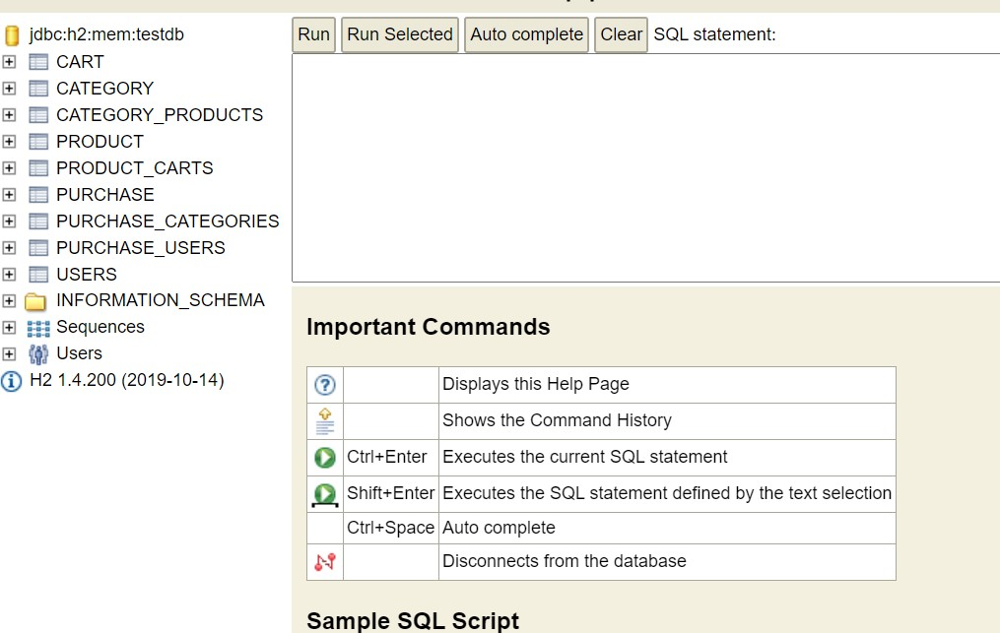 jdbc:h2:mem:testdb
CART
CATEGORY
CATEGORY_PRODUCTS
PRODUCT
PRODUCT_CARTS
PURCHASE
PURCHASE_CATEGORIES
PURCHASE_USERS
USERS
INFORMATION_SCHEMA
Sequences
Users
H2 1.4.200 (2019-10-14)
Run Run Selected Auto complete Clear SQL statement:
Important Commands
Displays this Help Page
Shows the Command History
Ctrl+Enter Executes the current SQL statement
Shift+Enter Executes the SQL statement defined by the text selection
Ctrl+Space Auto complete
Disconnects from the database
Sample SQL Script